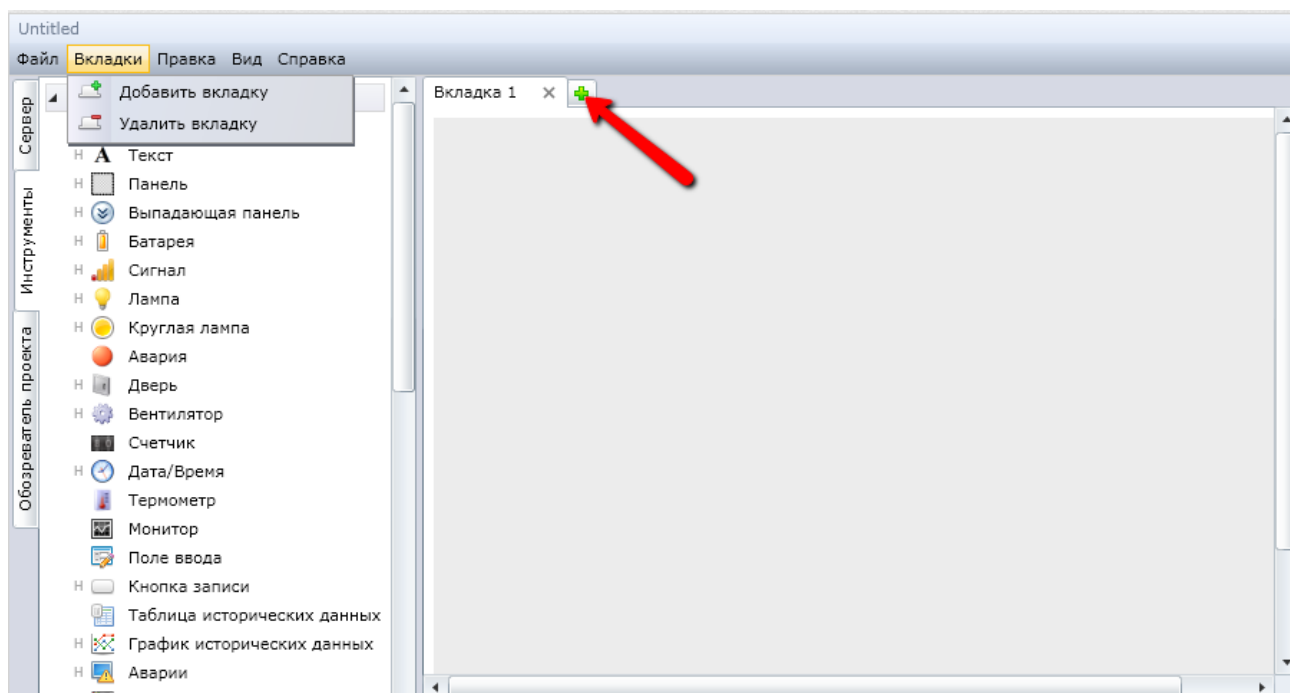 Untitled
Файл Вкладки Правка Вид Справка
Добавить вкладку
Удалить вкладку
Вкладка 1
Сервер
Инструменты
Обозреватель проекта
Н A Текст
Н Панель
Н Выпадающая панель
Н Батарея
Н Сигнал
Н Лампа
Н Круглая лампа
Авария
Н Дверь
Н Вентилятор
Счетчик
Н Дата/Время
Термометр
Монитор
Поле ввода
Н Кнопка записи
Таблица исторических данных
Н График исторических данных
Н Аварии